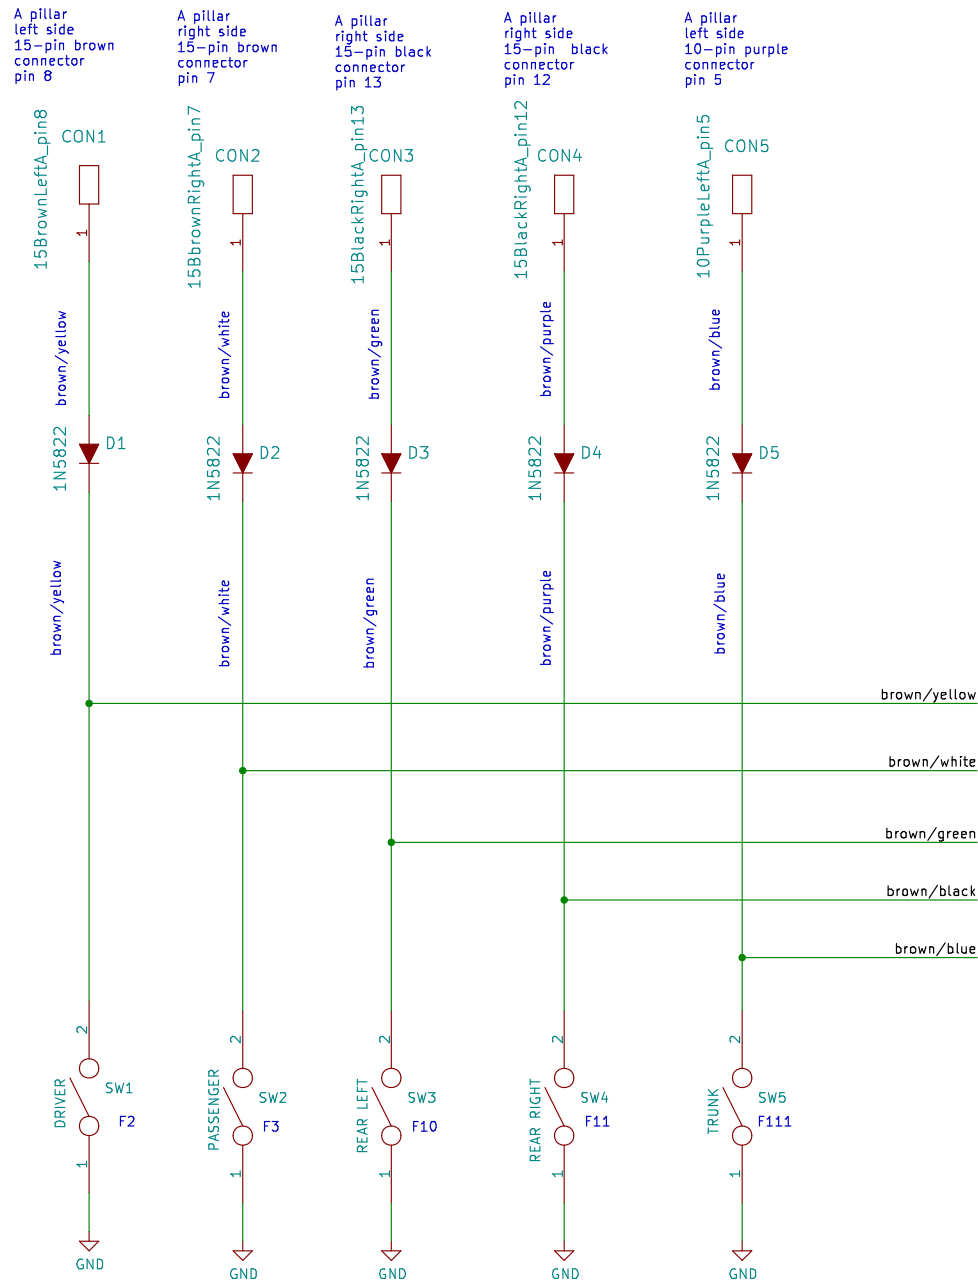 A pillar
left side
15-pin brown
connector
pin 8
A pillar
right side
15-pin brown
connector
pin 7
A pillar
right side
15-pin black
connector
pin 13
A pillar
right side
15-pin  black
connector
pin 12
A pillar
left side
10-pin purple
connector
pin 5
15BrownLeftA_pin8
CON1
15BbrownRightA_pin7
CON2
15BlackRightA_pin13
CON3
15BlackRightA_pin12
CON4
10PurpleLeftA_pin5
CON5
1
1
1
1
1
brown/yellow
brown/white
brown/green
brown/purple
brown/blue
1N5822
D1
1N5822
D2
1N5822
D3
1N5822
D4
1N5822
D5
brown/yellow
brown/white
brown/green
brown/purple
brown/blue
brown/yellow
brown/white
brown/green
brown/black
brown/blue
2
2
2
2
2
DRIVER
SW1
F2
PASSENGER
SW2
F3
REAR LEFT
SW3
F10
REAR RIGHT
SW4
F11
TRUNK
SW5
F111
1
1
1
1
1
GND
GND
GND
GND
GND